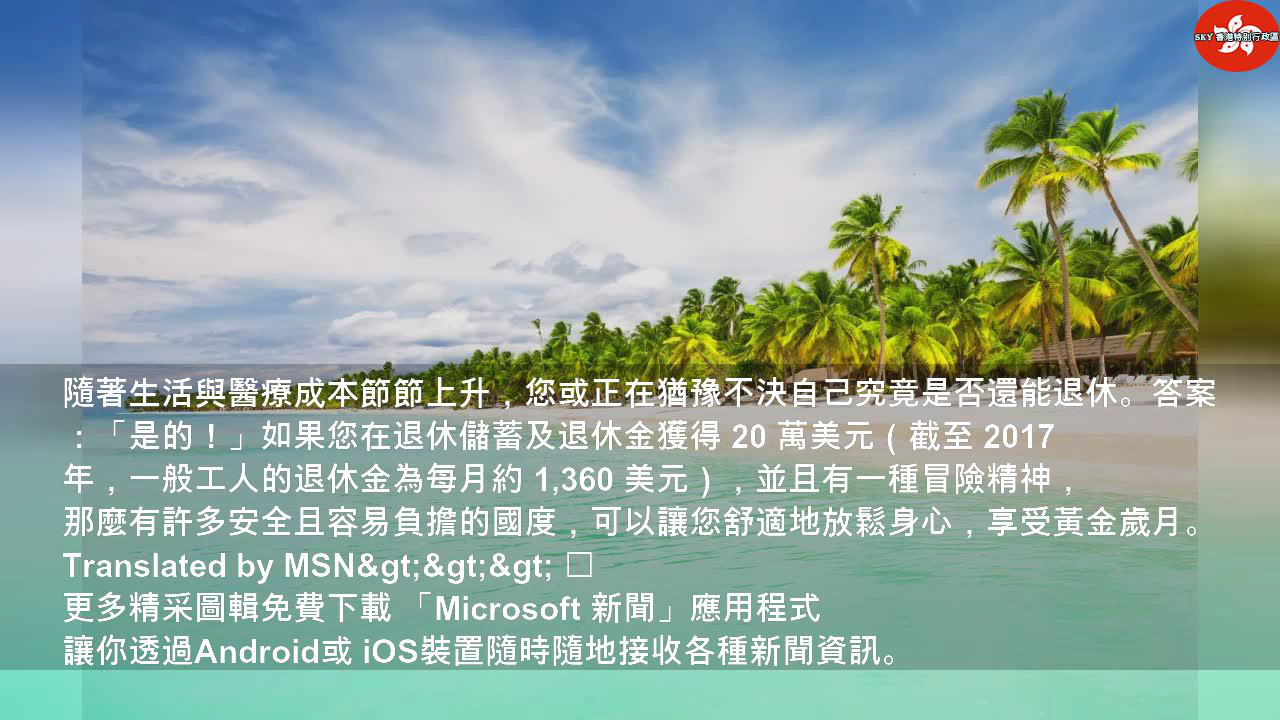 SKY 香港特別行政區
隨著生活與醫療成本節節上升，您或正在猶豫不決自己究竟是否還能退休。答案
：「是的！」如果您在退休儲蓄及退休金獲得 20 萬美元（截至 2017
年，一般工人的退休金為每月約 1,360 美元），並且有一種冒險精神，
那麼有許多安全且容易負擔的國度，可以讓您舒適地放鬆身心，享受黃金歲月。
Translated by MSN&gt;&gt;&gt; □
更多精采圖輯免費下載 「Microsoft 新聞」應用程式
讓你透過Android或 iOS裝置隨時隨地接收各種新聞資訊。